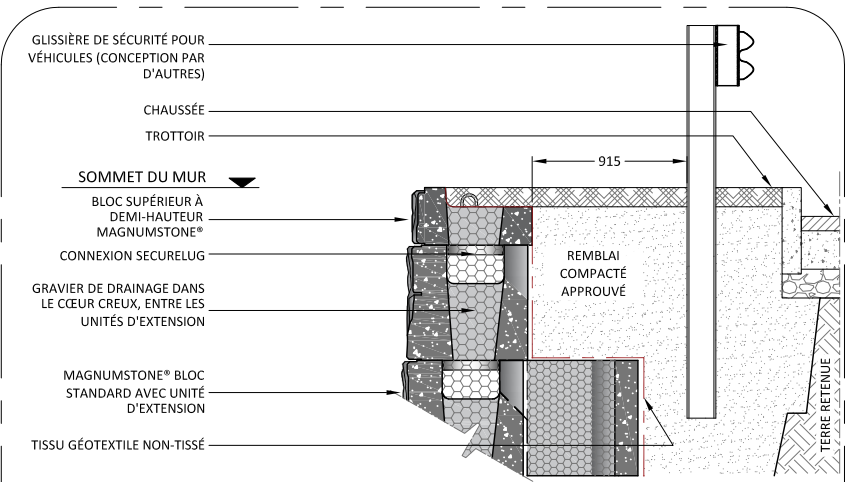 GLISSIÈRE DE SÉCURITÉ POUR
VÉHICULES (CONCEPTION PAR
D'AUTRES)
CHAUSSÉE
TROTTOIR
915
SOMMET DU MUR
BLOC SUPÉRIEUR À
DEMI-HAUTEUR
MAGNUMSTONE®
CONNEXION SECURELUG
REMBLAI
COMPACTÉ
APPROUVÉ
GRAVIER DE DRAINAGE DANS
LE CŒUR CREUX, ENTRE LES
UNITÉS D'EXTENSION
MAGNUMSTONE® BLOC
STANDARD AVEC UNITÉ
D'EXTENSION
TISSU GÉOTEXTILE NON-TISSÉ
TERRE RETENUE